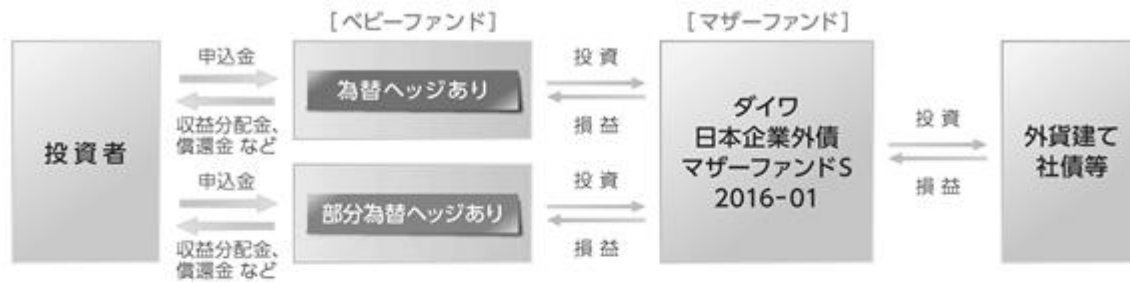 [ベビーファンド]
[マザーファンド]
投資者
申込金
収益分配金、
償還金 など
申込金
収益分配金、
償還金 など
為替ヘッジあり
部分為替ヘッジあり
投 資
損 益
投 資
損 益
ダイワ
日本企業外債
マザーファンドS
2016-01
投 資
損 益
外貨建て
社債等